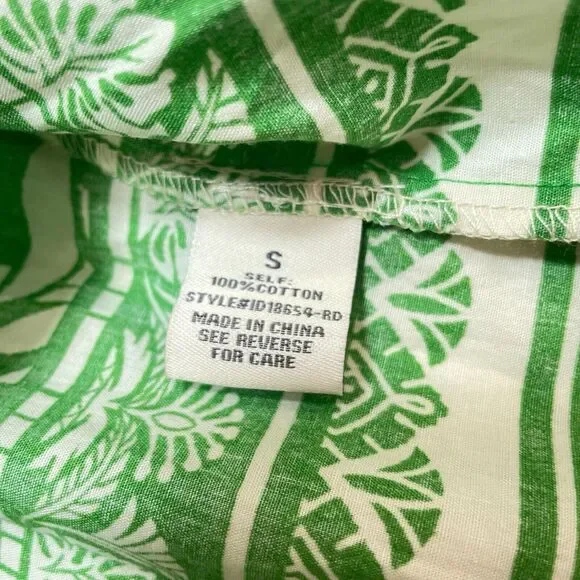 S
SELF:
100%COTTON
STYLE#ID18654-RD
MADE IN CHINA
SEE REVERSE
FOR CARE